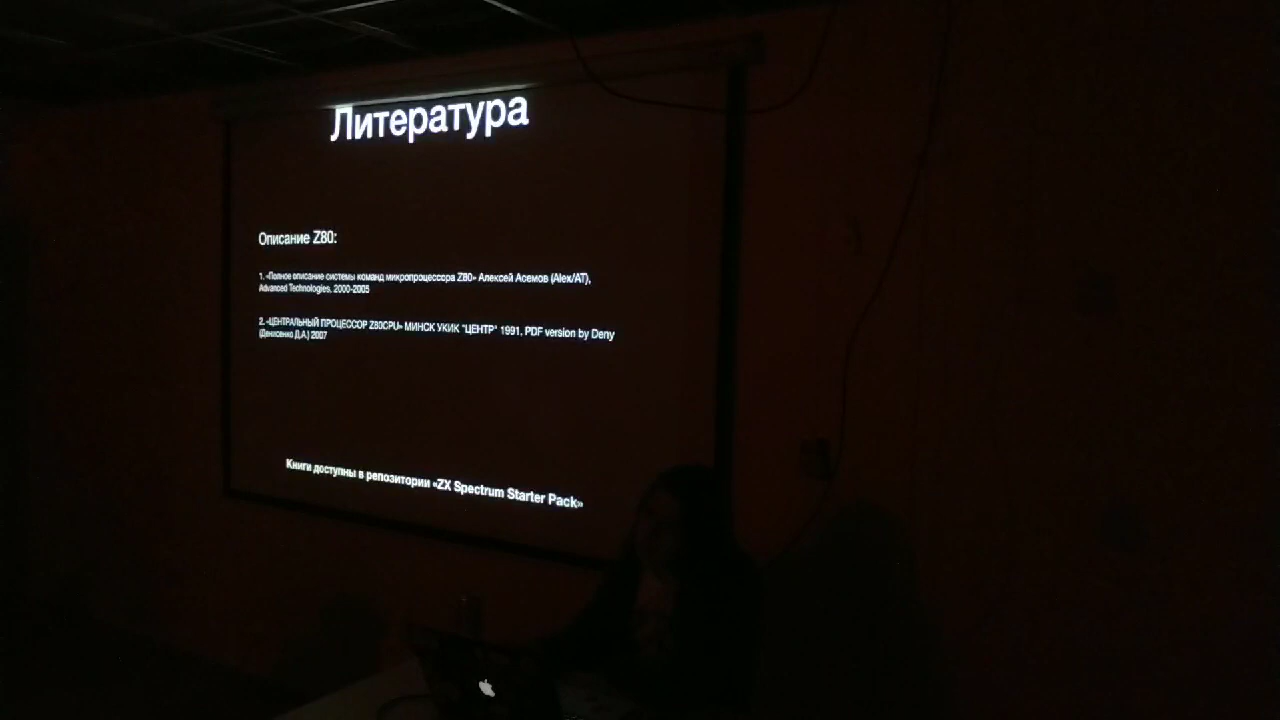 Литература
Описание Z80:
1. «Полное описание системы команд микропроцессора Z80» Алексей Асемов (Alex/AT),
Advanced Technologies, 2000-2005
2. «ЦЕНТРАЛЬНЫЙ ПРОЦЕССОР Z80CPU» МИНСК УКИК "ЦЕНТР" 1991, PDF version by Deny
(Денисенко Д.А.) 2007
Книги доступны в репозитории «ZX Spectrum Starter Pack»